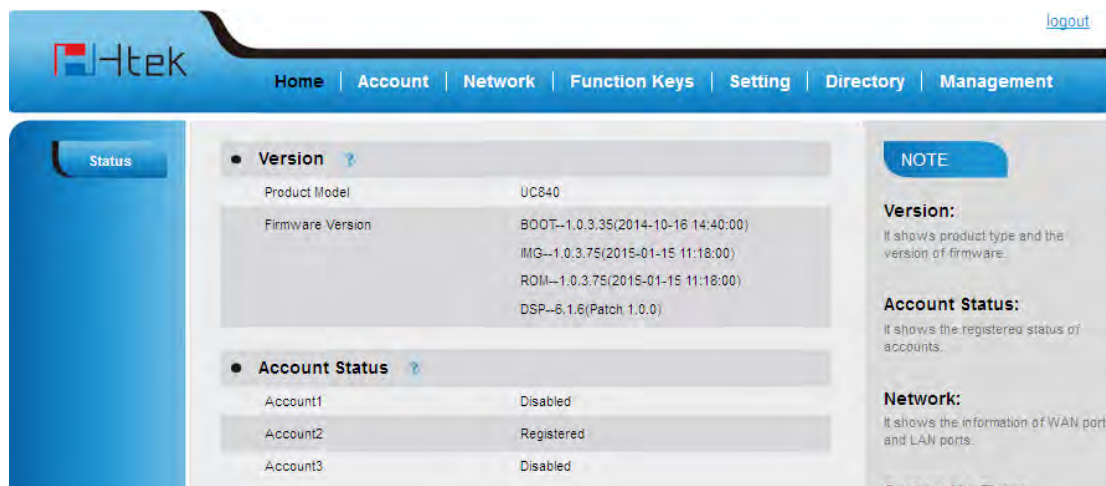 logout
Htek
Home | Account | Network | Function Keys | Setting | Directory | Management
Status
Version ?
Product Model UC840
Firmware Version BOOT--1.0.3.35(2014-10-16 14:40:00)
IMG--1.0.3.75(2015-01-15 11:18:00)
ROM--1.0.3.75(2015-01-15 11:18:00)
DSP--6.1.6(Patch 1.0.0)
Account Status ?
Account1 Disabled
Account2 Registered
Account3 Disabled
NOTE
Version:
It shows product type and the
version of firmware.
Account Status:
It shows the registered status of
accounts.
Network:
It shows the information of WAN port
and LAN ports.